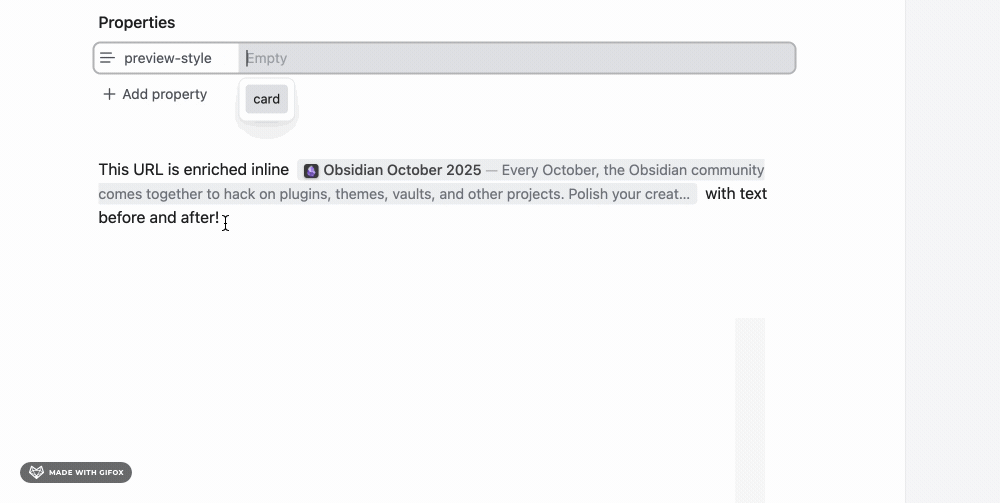 Properties
preview-style Empty
Add property
card
This URL is enriched inline Obsidian October 2025 — Every October, the Obsidian community
comes together to hack on plugins, themes, vaults, and other projects. Polish your creat... with text
before and after!
MADE WITH GIFOX